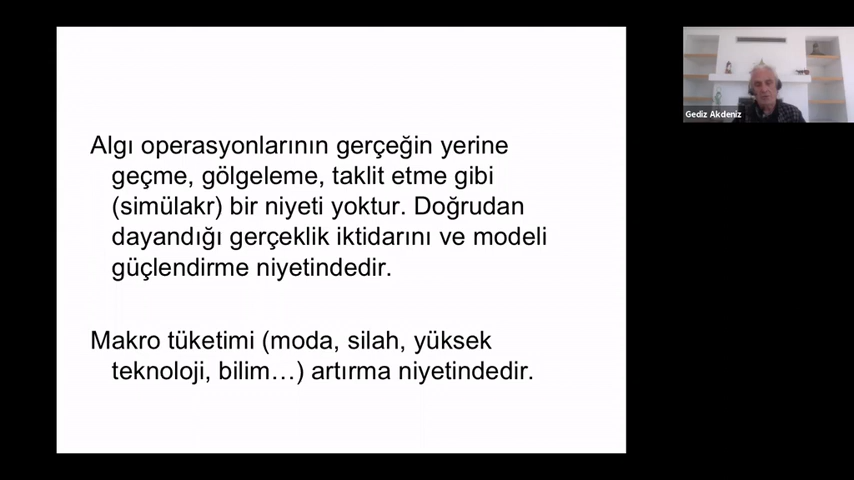 Algı operasyonlarının gerçeğin yerine
geçme, gölgeleme, taklit etme gibi
(simülakr) bir niyeti yoktur. Doğrudan
dayandığı gerçeklik iktidarını ve modeli
güçlendirme niyetindedir.
Makro tüketimi (moda, silah, yüksek
teknoloji, bilim…) artırma niyetindedir.
Gediz Akdeniz